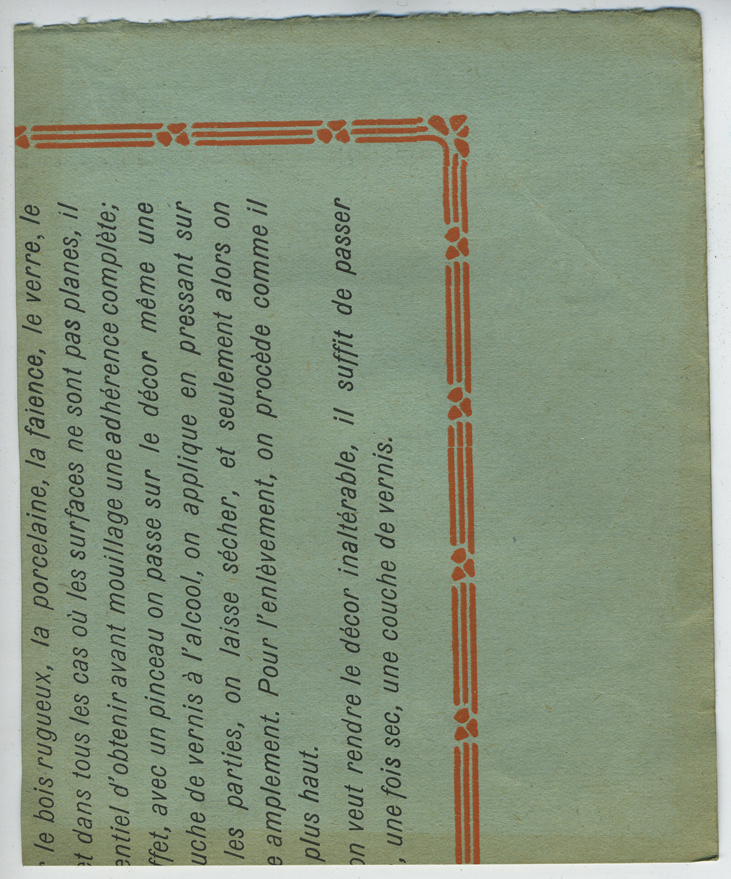 le bois rugueux, la porcelaine, la faïence, le verre, le
et dans tous les cas où les surfaces ne sont pas planes, il
entiel d'obtenir avant mouillage une adhérence complète;
ffet, avec un pinceau on passe sur le décor même une
uche de vernis à l'alcool, on applique en pressant sur
les parties, on laisse sécher, et seulement alors on
e amplement. Pour l'enlèvement, on procède comme il
plus haut.
on veut rendre le décor inaltérable, il suffit de passer
, une fois sec, une couche de vernis.